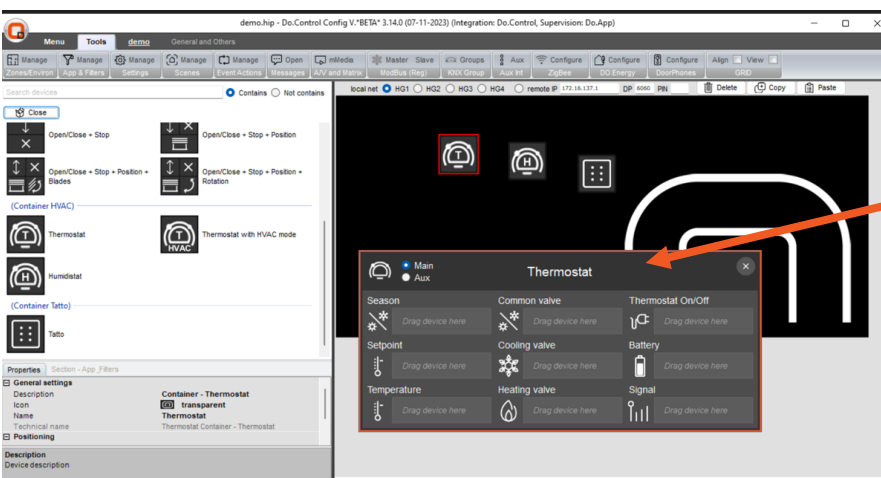 demo.hip - Do.Control Config V.*BETA* 3.14.0 (07-11-2023) (Integration: Do.Control, Supervision: Do.App)
Menu Tools demo General and Others
Manage Manage Manage Manage Manage Open mMedia Master Slave Groups Aux Configure Configure Configure Align View
Zones/Environ App & Filters Settings Scenes Event Actions Messages A/V and Matrix ModBus (Reg) KNX Group Aux Int ZigBee DO.Energy DoorPhones GRID
Search devices Contains Not contains
local net HG1 HG2 HG3 HG4 remote IP 172.16.137.1 DP 6060 PIN Delete Copy Paste
Close
Open/Close + Stop
Open/Close + Stop + Position
Open/Close + Stop + Position +
Blades
Open/Close + Stop + Position +
Rotation
(Container HVAC)
T
Thermostat
T
HVAC
Thermostat with HVAC mode
H
Humidistat
(Container Tatto)
Tatto
T
H
Main
Aux
Thermostat
Season Common valve Thermostat On/Off
Drag device here Drag device here Drag device here
Setpoint Cooling valve Battery
Drag device here Drag device here Drag device here
Temperature Heating valve Signal
Drag device here Drag device here Drag device here
Properties Section - App ,Filters
General settings
Description Container - Thermostat
Icon transparent
Name Thermostat
Technical name Thermostat Container - Thermostat
Positioning
Description
Device description